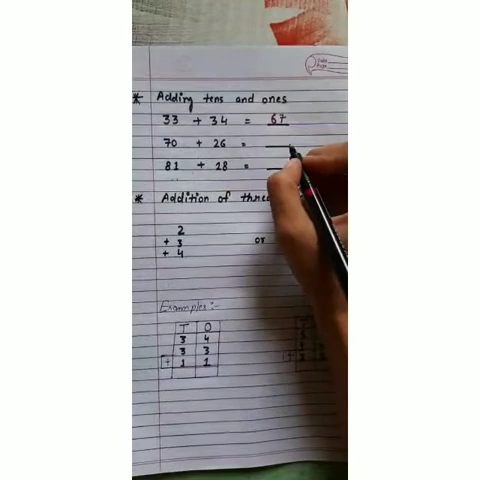 * Adding tens and ones
33 + 34 = 67
70 + 26 =
81 + 28 =
* Addition of three
2
+ 3 or
+ 4
Examples :-
T O
3 4
3 3
+ 1 1